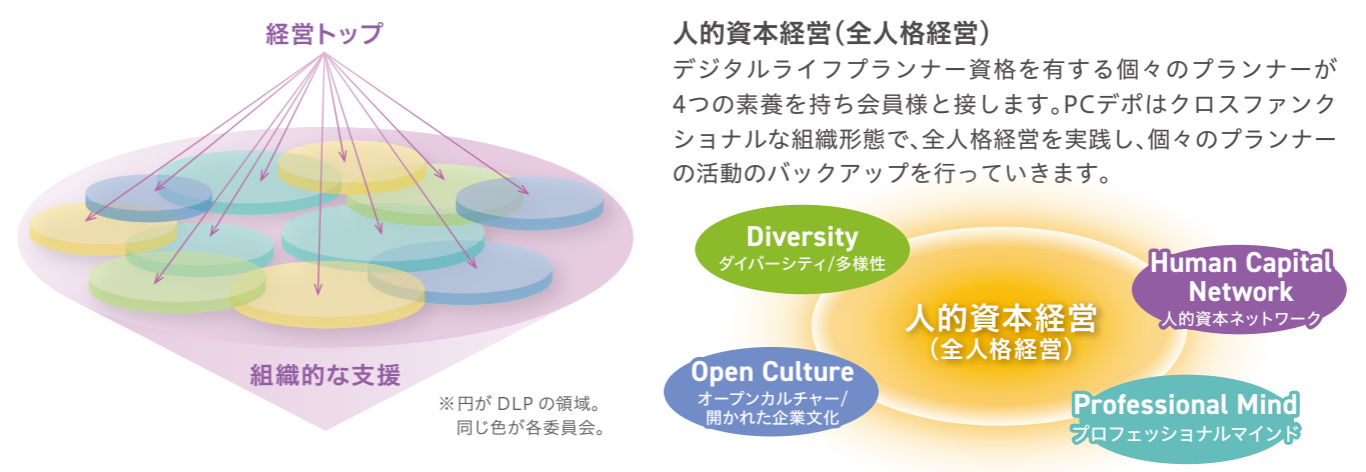 経営トップ
組織的な支援
※円が DLP の領域。
同じ色が各委員会。
人的資本経営(全人格経営)
デジタルライフプランナー資格を有する個々のプランナーが
4つの素養を持ち会員様と接します。PCデポはクロスファンク
ショナルな組織形態で、全人格経営を実践し、個々のプランナー
の活動のバックアップを行っていきます。
Diversity
ダイバーシティ/多様性
Human Capital
Network
人的資本ネットワーク
人的資本経営
(全人格経営)
Open Culture
オープンカルチャー/
開かれた企業文化
Professional Mind
プロフェッショナルマインド